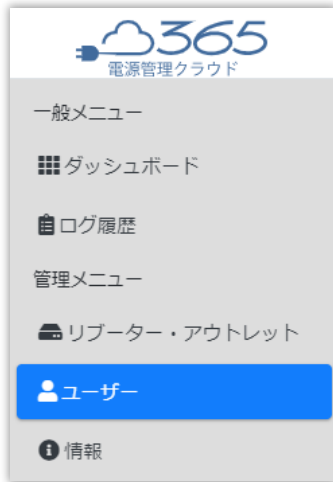 365
電源管理クラウド
一般メニュー
ダッシュボード
ログ履歴
管理メニュー
リブーター・アウトレット
ユーザー
情報